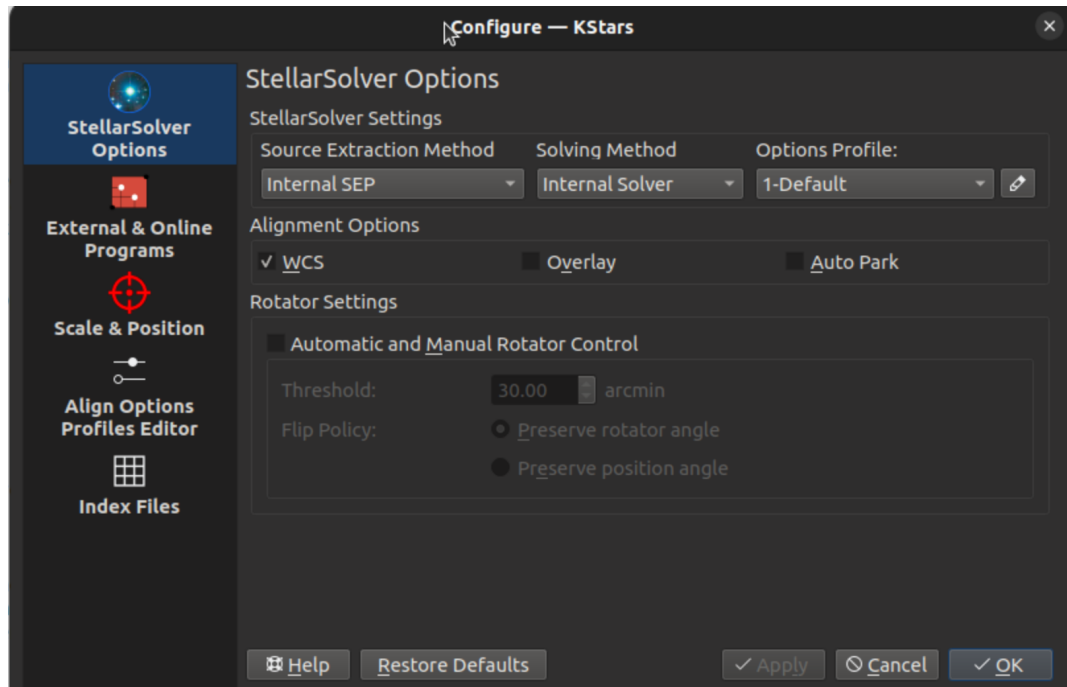 Configure — KStars
StellarSolver
Options
External & Online
Programs
Scale & Position
Align Options
Profiles Editor
Index Files
StellarSolver Options
StellarSolver Settings
Source Extraction Method Solving Method Options Profile:
Internal SEP Internal Solver 1-Default
Alignment Options
WCS Overlay Auto Park
Rotator Settings
Automatic and Manual Rotator Control
Threshold: 30.00 arcmin
Flip Policy: Preserve rotator angle
Preserve position angle
Help Restore Defaults Apply Cancel OK